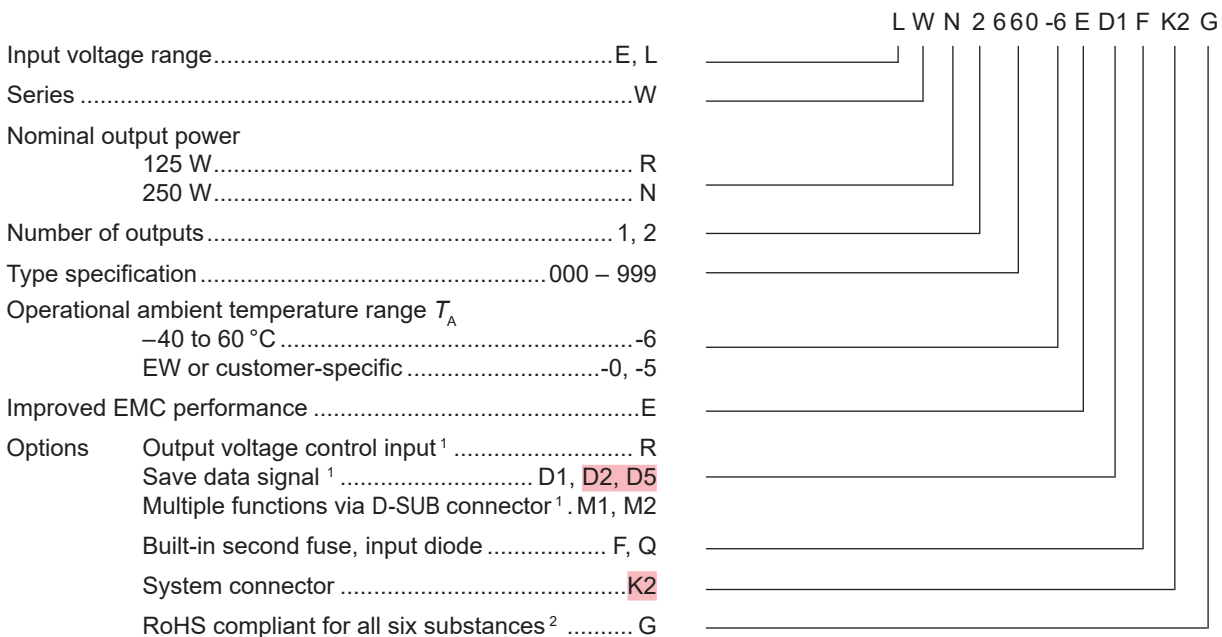 L W N 2 660 -6 E D1 F K2 G
Input voltage range.............................................................E, L
Series .....................................................................................W
Nominal output power
125 W................................................................ R
250 W................................................................ N
Number of outputs.............................................................. 1, 2
Type specification.....................................................000 – 999
Operational ambient temperature range TA
–40 to 60 °C ......................................................-6
EW or customer-specific .............................-0, -5
Improved EMC performance ..................................................E
Options Output voltage control input 1 ........................... R
Save data signal 1 ............................... D1, D2, D5
Multiple functions via D-SUB connector 1 . M1, M2
Built-in second fuse, input diode .................. F, Q
System connector ............................................K2
RoHS compliant for all six substances 2 .......... G